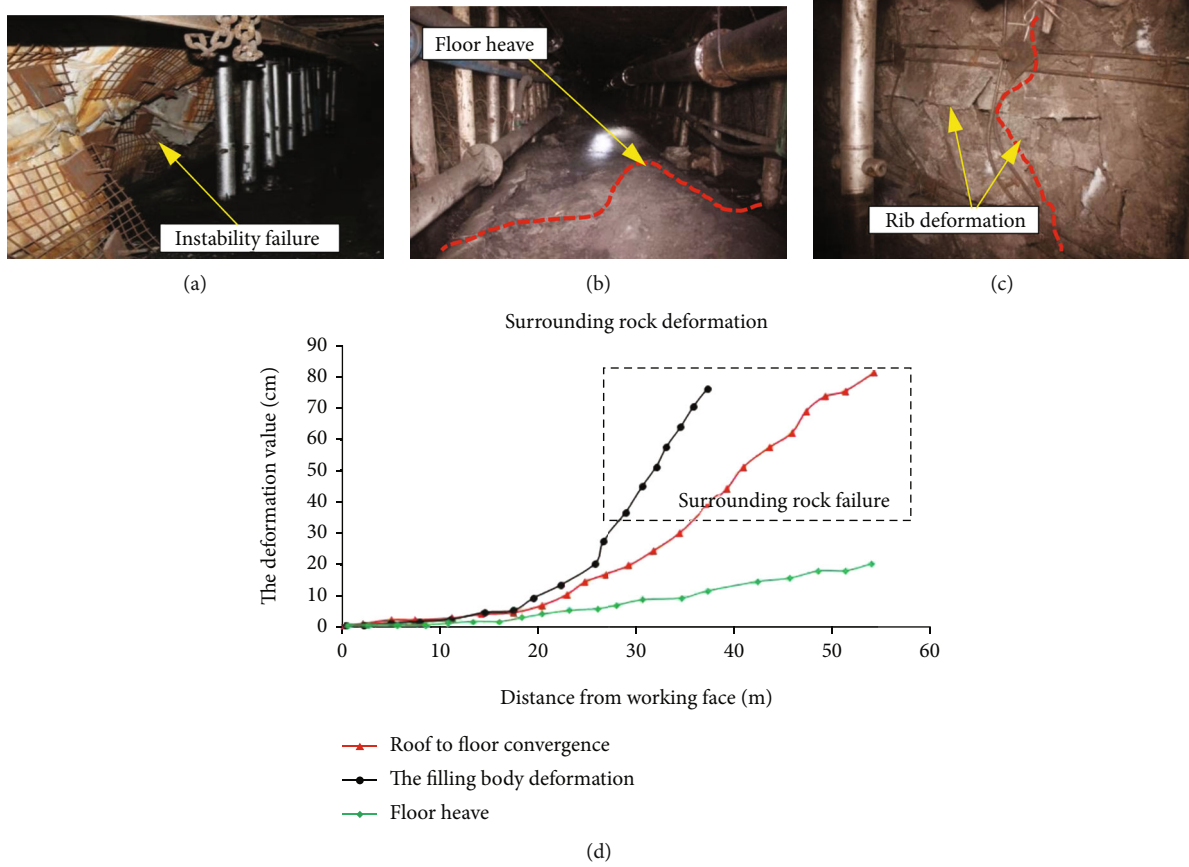 Instability failure
(a)
Floor heave
(b)
Rib deformation
(c)
Surrounding rock deformation
The deformation value (cm)
90
80
70
60
50
40
30
20
10
0
Surrounding rock failure
0 10 20 30 40 50 60
Distance from working face (m)
Roof to floor convergence
The filling body deformation
Floor heave
(d)